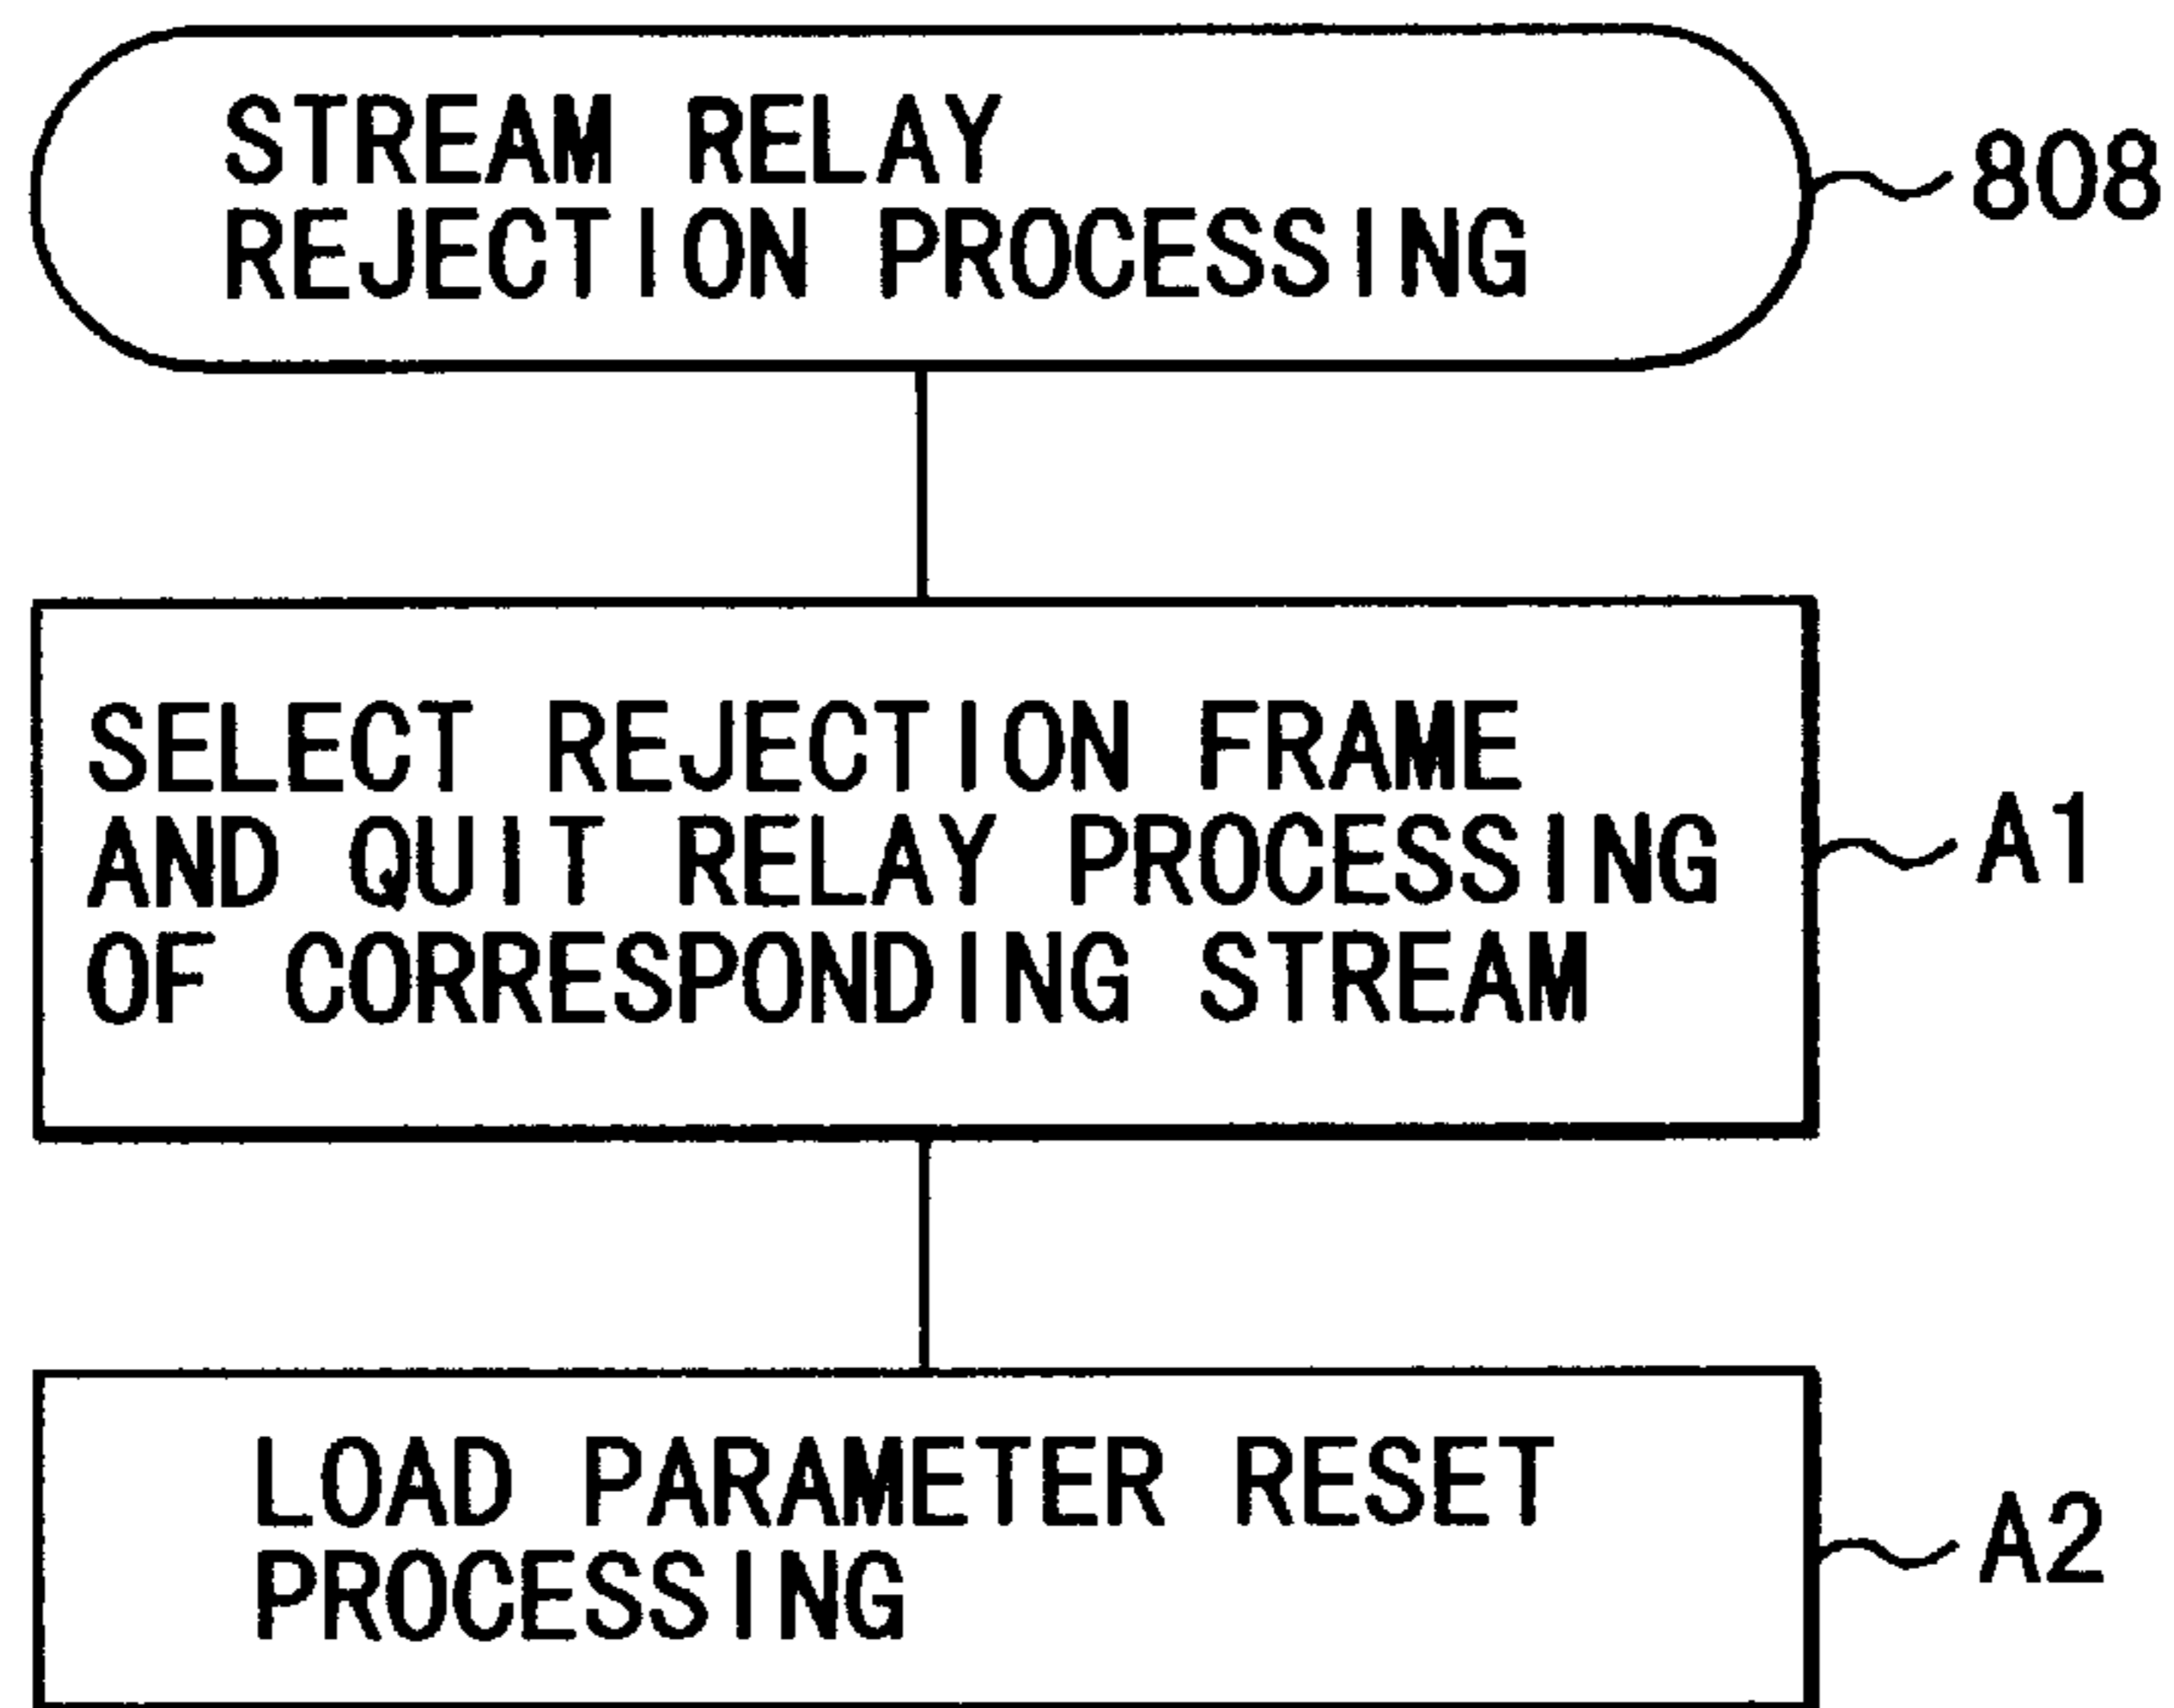 STREAM RELAY
REJECTION PROCESSING
808
SELECT REJECTION FRAME
AND QUIT RELAY PROCESSING
OF CORRESPONDING STREAM
A1
LOAD PARAMETER RESET
PROCESSING
A2